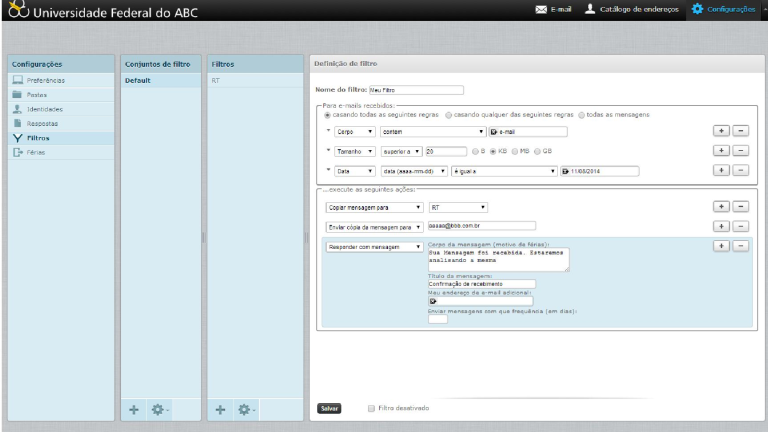 Universidade Federal do ABC
E-mail
Catálogo de endereços
Configurações
Configurações
Preferências
Pastas
Identidades
Respostas
Filtros
Férias
Conjuntos de filtro
Default
Filtros
RT
Definição de filtro
Nome do filtro: Meu Filtro
Para e-mails recebidos:
casando todas as seguintes regras casando qualquer das seguintes regras todas as mensagens
Corpo contem e-mail
Tamanho superior a 20 B KB MB GB
Data data (aaaa-mm-dd) é igual a 11/08/2014
...execute as seguintes ações:
Copiar mensagem para RT
Enviar cópia da mensagem para aaaaa@bbb.com.br
Responder com mensagem
Corpo da mensagem (motivo de férias):
Sua Mensagem foi recebida. Estaremos
analisando a mesma
Título da mensagem:
Confirmação de recebimento
Meu endereço de e-mail adicional:
Enviar mensagens com que frequência (em dias):
Salvar
Filtro desativado